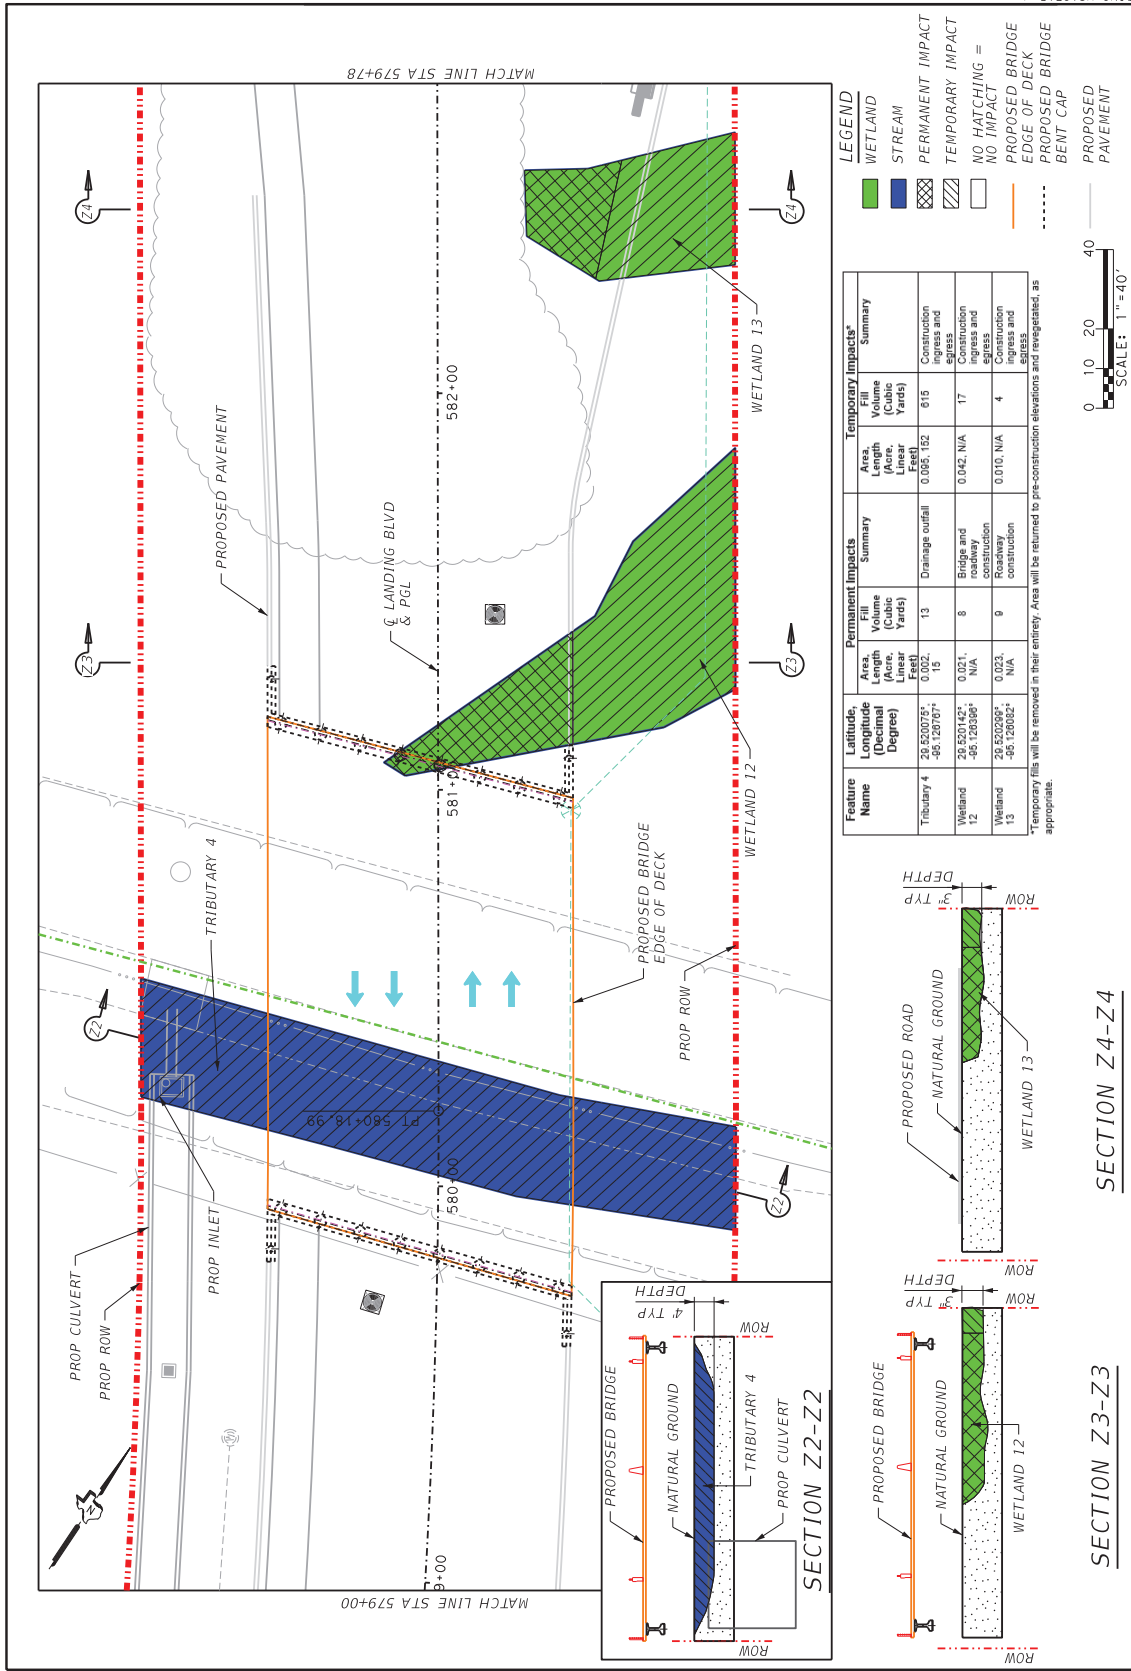 MATCH LINE STA 579+78
MATCH LINE STA 579+00
Z4
Z4
Z3
Z3
Z2
Z2
N
PROP CULVERT
PROP ROW
PROP INLET
TRIBUTARY 4
PROPOSED PAVEMENT
℄ LANDING BLVD
& PGL
9+00
580+00
PT 580+18.99
581+0
582+00
PROPOSED BRIDGE
EDGE OF DECK
PROP ROW
WETLAND 12
WETLAND 13
LEGEND
WETLAND
STREAM
PERMANENT IMPACT
TEMPORARY IMPACT
NO HATCHING =
NO IMPACT
PROPOSED BRIDGE
EDGE OF DECK
PROPOSED BRIDGE
BENT CAP
PROPOSED
PAVEMENT
0 10 20 40
SCALE: 1"=40'
Feature Name | Latitude, Longitude (Decimal Degree) | Permanent Impacts | Temporary Impacts*
Area, Length (Acre, Linear Feet) | Fill Volume (Cubic Yards) | Summary | Area, Length (Acre, Linear Feet) | Fill Volume (Cubic Yards) | Summary
Tributary 4 | 29.520075°, -95.126767° | 0.002, 15 | 13 | Drainage outfall | 0.095, 152 | 615 | Construction ingress and egress
Wetland 12 | 29.520142°, -95.126396° | 0.021, N/A | 8 | Bridge and roadway construction | 0.042, N/A | 17 | Construction ingress and egress
Wetland 13 | 29.520299°, -95.126082° | 0.023, N/A | 9 | Roadway construction | 0.010, N/A | 4 | Construction ingress and egress
*Temporary fills will be removed in their entirety. Area will be returned to pre-construction elevations and revegetated, as
appropriate.
PROPOSED BRIDGE
NATURAL GROUND
4' TYP
DEPTH
ROW
ROW
TRIBUTARY 4
PROP CULVERT
SECTION Z2-Z2
PROPOSED BRIDGE
NATURAL GROUND
3" TYP
DEPTH
ROW
ROW
WETLAND 12
SECTION Z3-Z3
PROPOSED ROAD
NATURAL GROUND
3" TYP
DEPTH
ROW
ROW
WETLAND 13
SECTION Z4-Z4